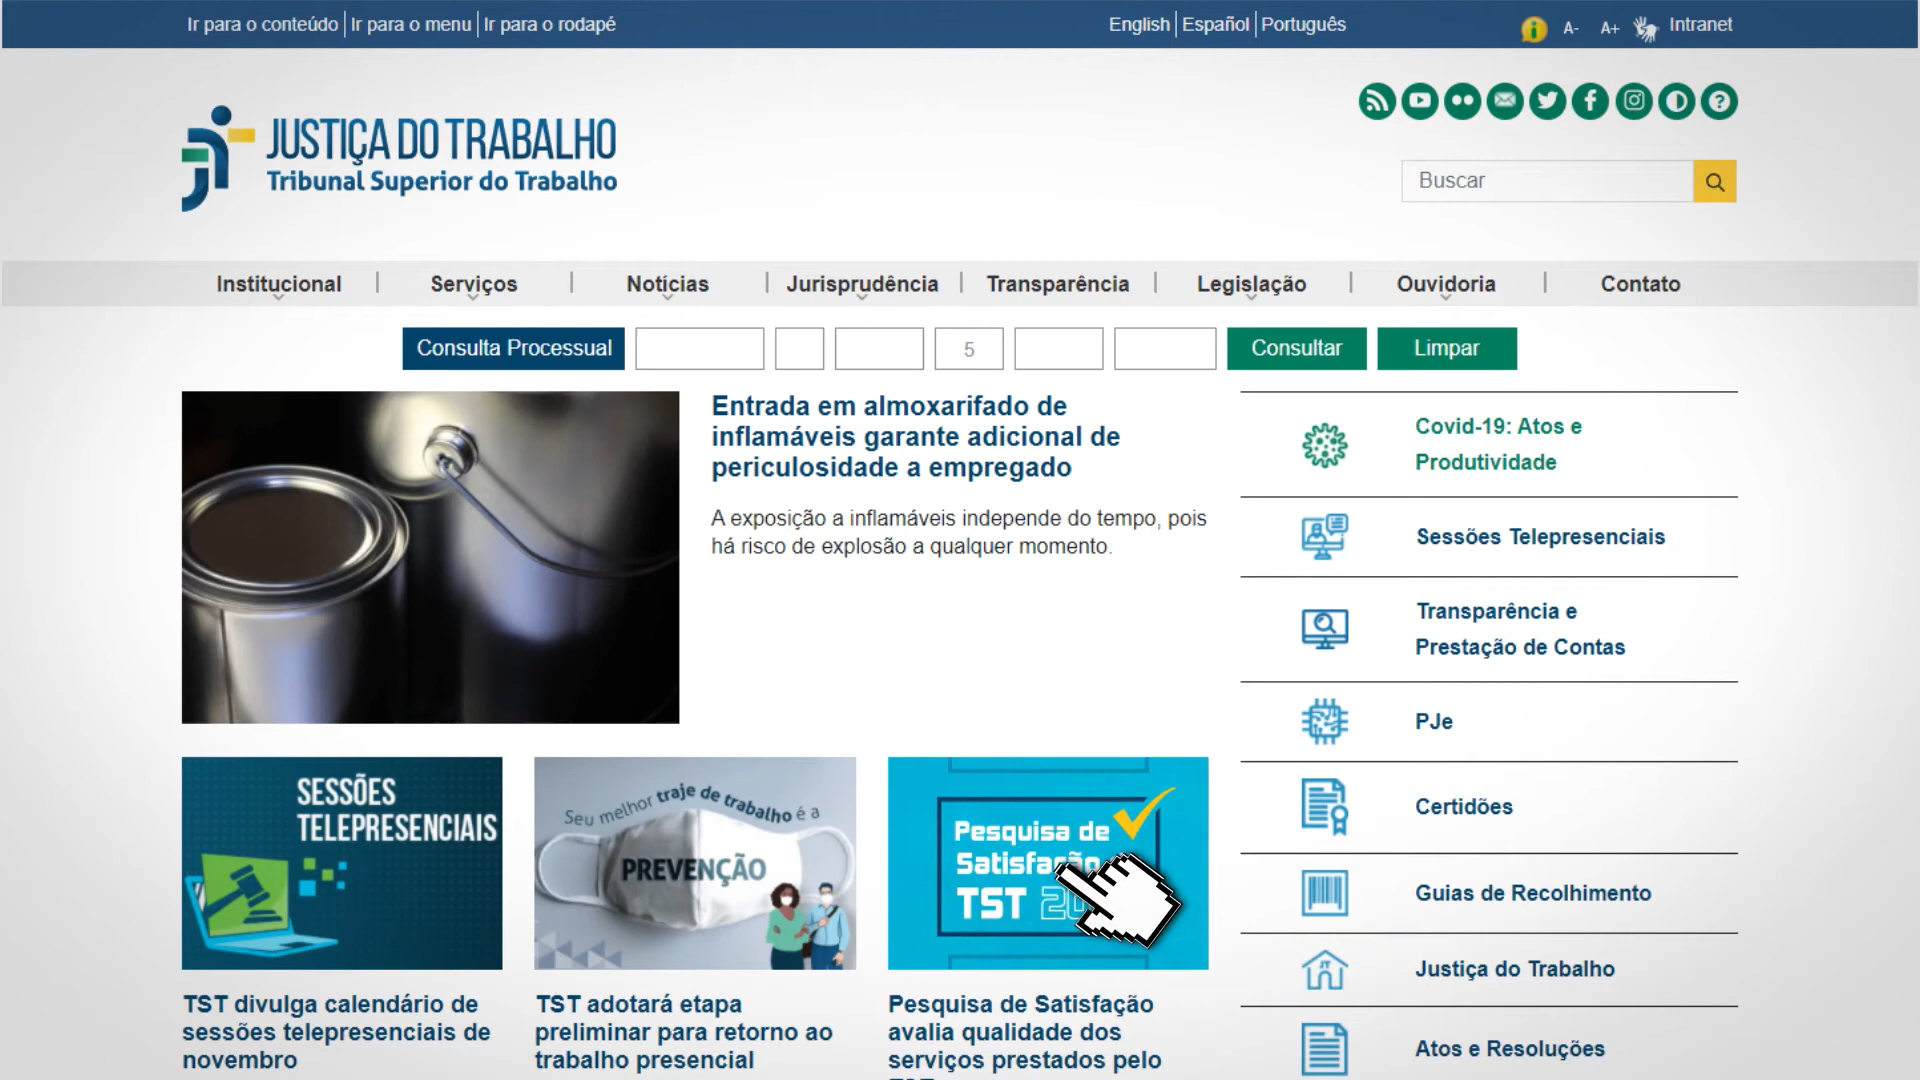 Ir para o conteúdo Ir para o menu Ir para o rodapé
English Español Português
A- A+ Intranet
JUSTIÇA DO TRABALHO
Tribunal Superior do Trabalho
Buscar
Institucional Serviços Notícias Jurisprudência Transparência Legislação Ouvidoria Contato
Consulta Processual 5 Consultar Limpar
Entrada em almoxarifado de
inflamáveis garante adicional de
periculosidade a empregado
A exposição a inflamáveis independe do tempo, pois
há risco de explosão a qualquer momento.
Covid-19: Atos e
Produtividade
Sessões Telepresenciais
Transparência e
Prestação de Contas
PJe
Certidões
Guias de Recolhimento
Justiça do Trabalho
Atos e Resoluções
SESSÕES
TELEPRESENCIAIS
Seu melhor traje de trabalho é a
PREVENÇÃO
Pesquisa de
Satisfação
TST
TST divulga calendário de
sessões telepresenciais de
novembro
TST adotará etapa
preliminar para retorno ao
trabalho presencial
Pesquisa de Satisfação
avalia qualidade dos
serviços prestados pelo